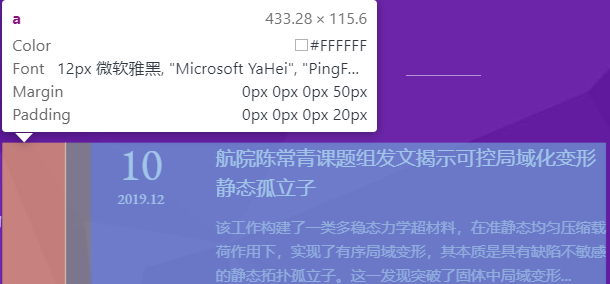 a 433.28 × 115.6
Color #FFFFFF
Font 12px 微软雅黑, "Microsoft YaHei", "PingF...
Margin 0px 0px 0px 50px
Padding 0px 0px 0px 20px
10
2019.12
航院陈常青课题组发文揭示可控局域化变形
静态孤立子
该工作构建了一类多稳态力学超材料，在准静态均匀压缩载
荷作用下，实现了有序局域变形，其本质是具有缺陷不敏感
的静态拓扑孤立子。这一发现突破了固体中局域变形...